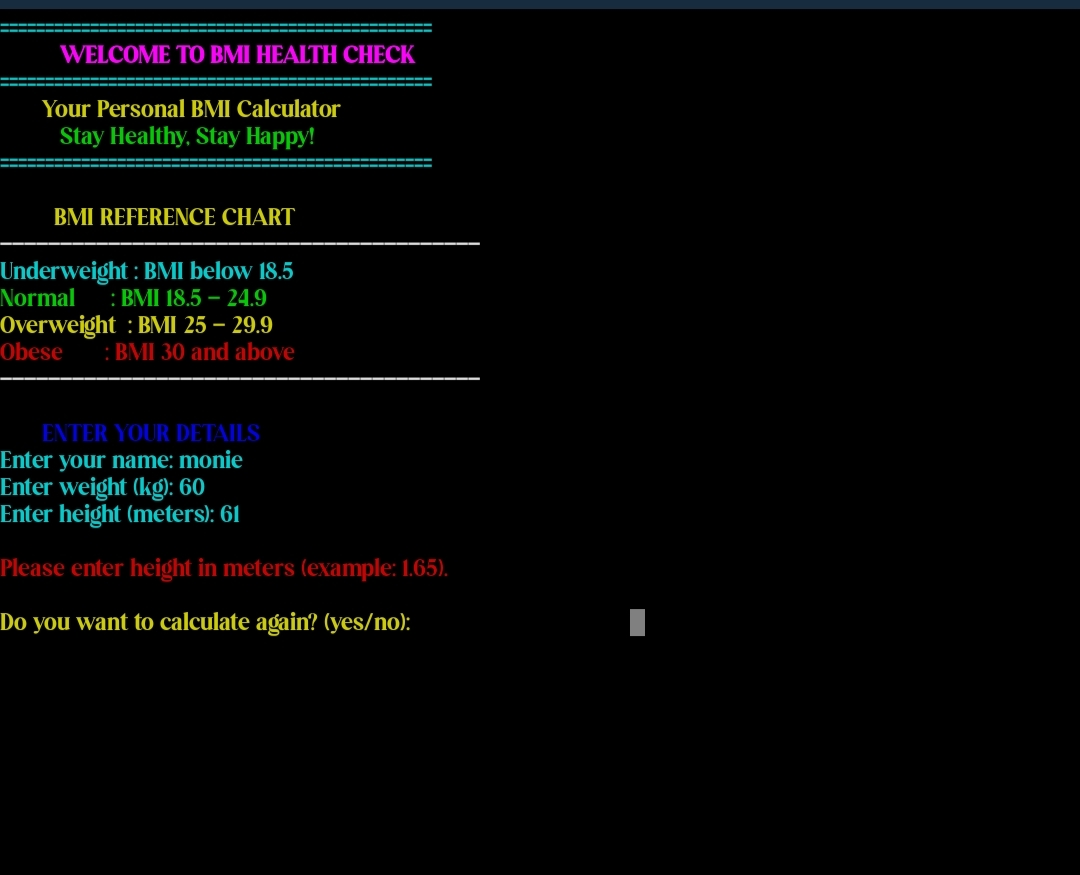 ================================================
WELCOME TO BMI HEALTH CHECK
================================================
Your Personal BMI Calculator
Stay Healthy, Stay Happy!
================================================
BMI REFERENCE CHART
----------------------------------------
Underweight : BMI below 18.5
Normal : BMI 18.5 – 24.9
Overweight : BMI 25 – 29.9
Obese : BMI 30 and above
----------------------------------------
ENTER YOUR DETAILS
Enter your name: monie
Enter weight (kg): 60
Enter height (meters): 61
Please enter height in meters (example: 1.65).
Do you want to calculate again? (yes/no):